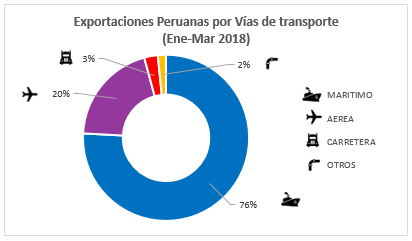 Exportaciones Peruanas por Vías de transporte
(Ene-Mar 2018)
3%
2%
20%
76%
MARITIMO
AEREA
CARRETERA
OTROS